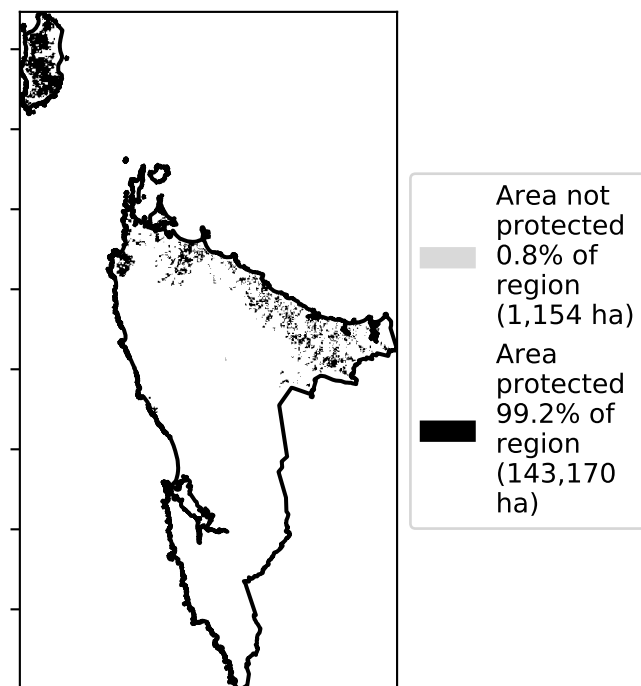 Area not
protected
0.8% of
region
(1,154 ha)
Area
protected
99.2% of
region
(143,170
ha)